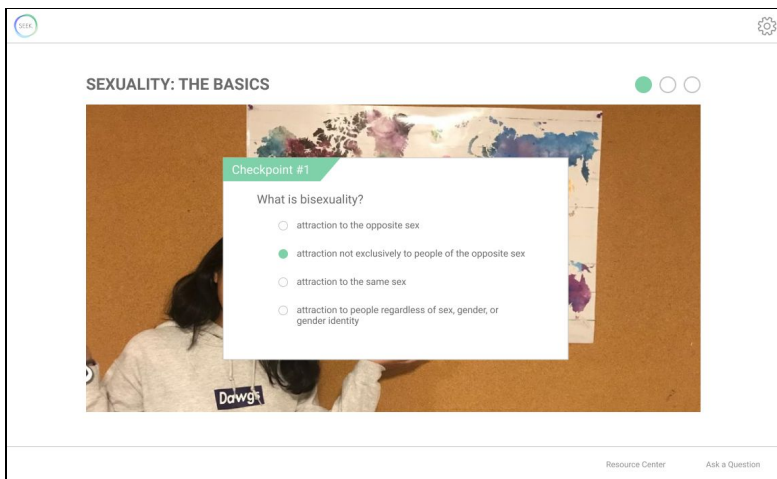 SEEK
SEXUALITY: THE BASICS
Checkpoint #1
What is bisexuality?
attraction to the opposite sex
attraction not exclusively to people of the opposite sex
attraction to the same sex
attraction to people regardless of sex, gender, or
gender identity
Dawgs
Resource Center
Ask a Question